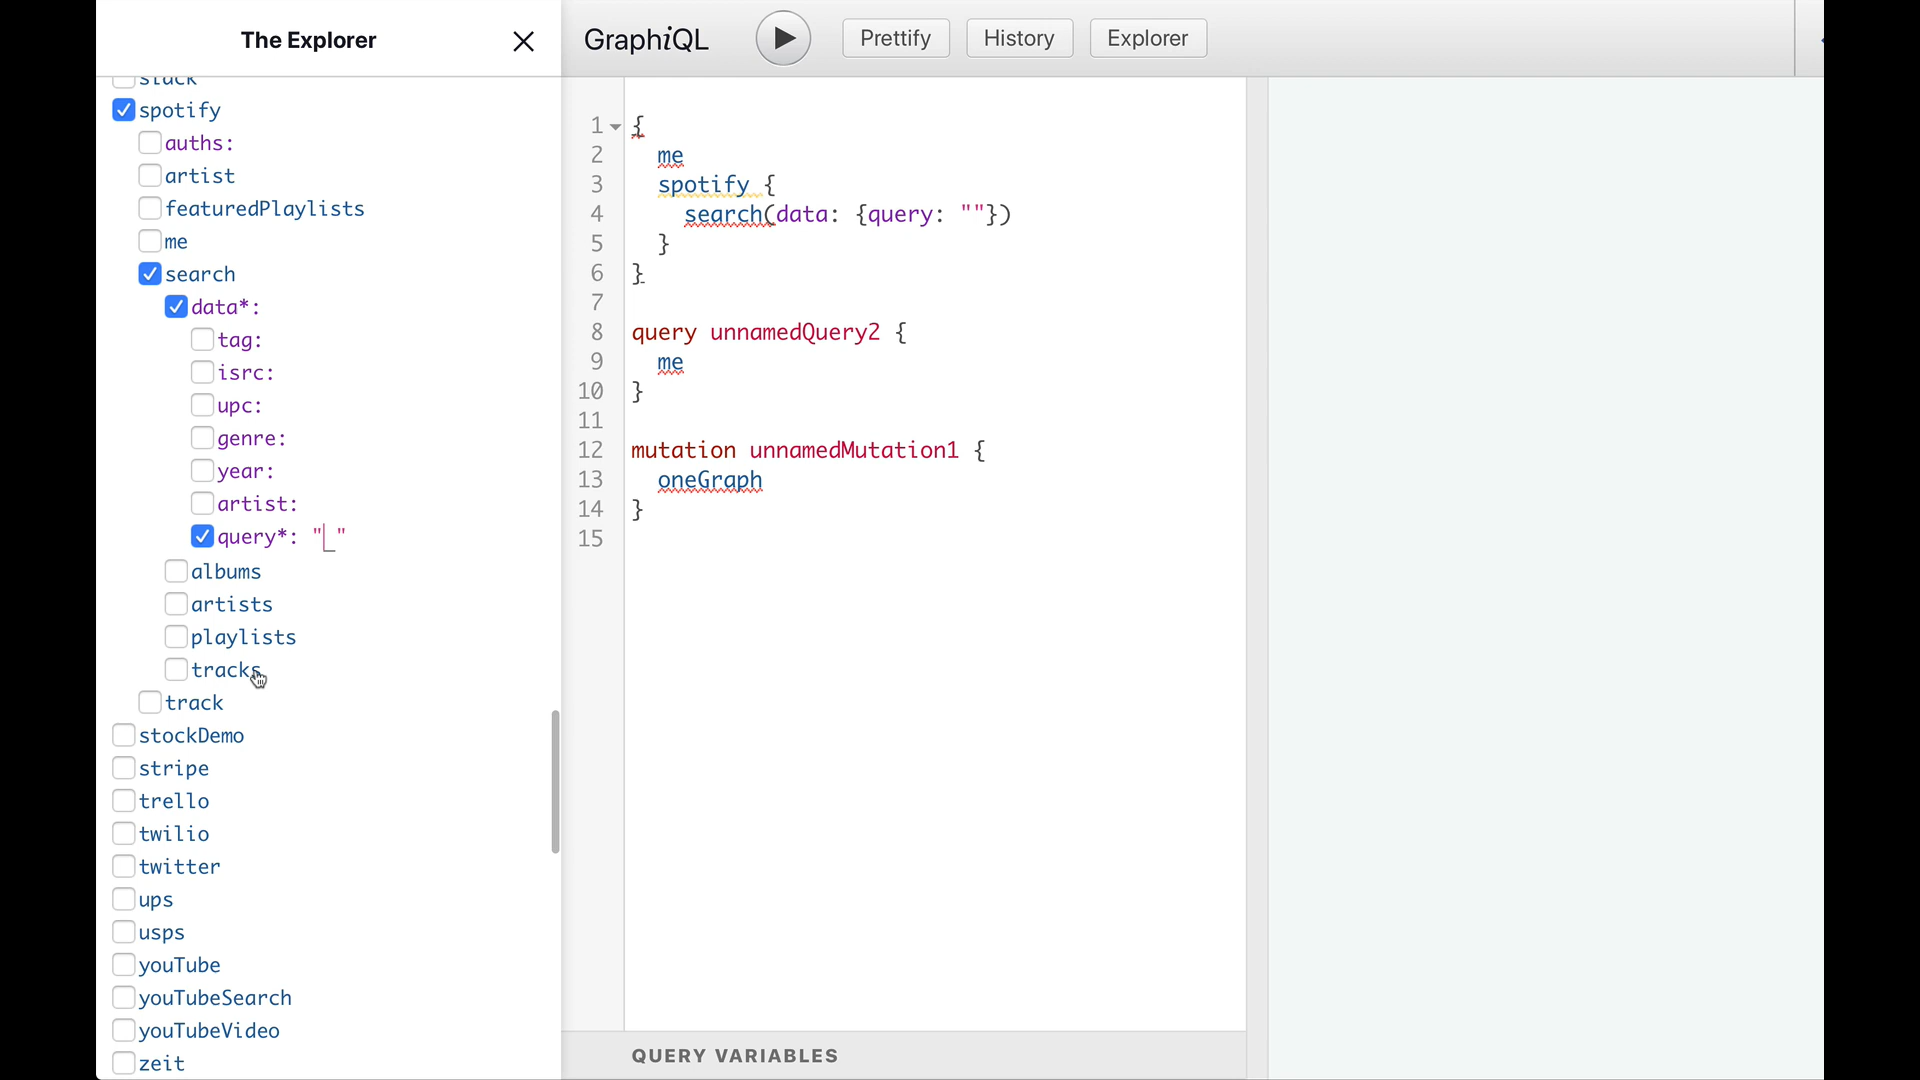 The Explorer
GraphiQL
Prettify
History
Explorer
slack
spotify
auths:
artist
featuredPlaylists
me
search
data*:
tag:
isrc:
upc:
genre:
year:
artist:
query*: " "
albums
artists
playlists
tracks
track
stockDemo
stripe
trello
twilio
twitter
ups
usps
youTube
youTubeSearch
youTubeVideo
zeit
1 {
2 me
3 spotify {
4 search(data: {query: ""})
5 }
6 }
7
8 query unnamedQuery2 {
9 me
10 }
11
12 mutation unnamedMutation1 {
13 oneGraph
14 }
15
QUERY VARIABLES